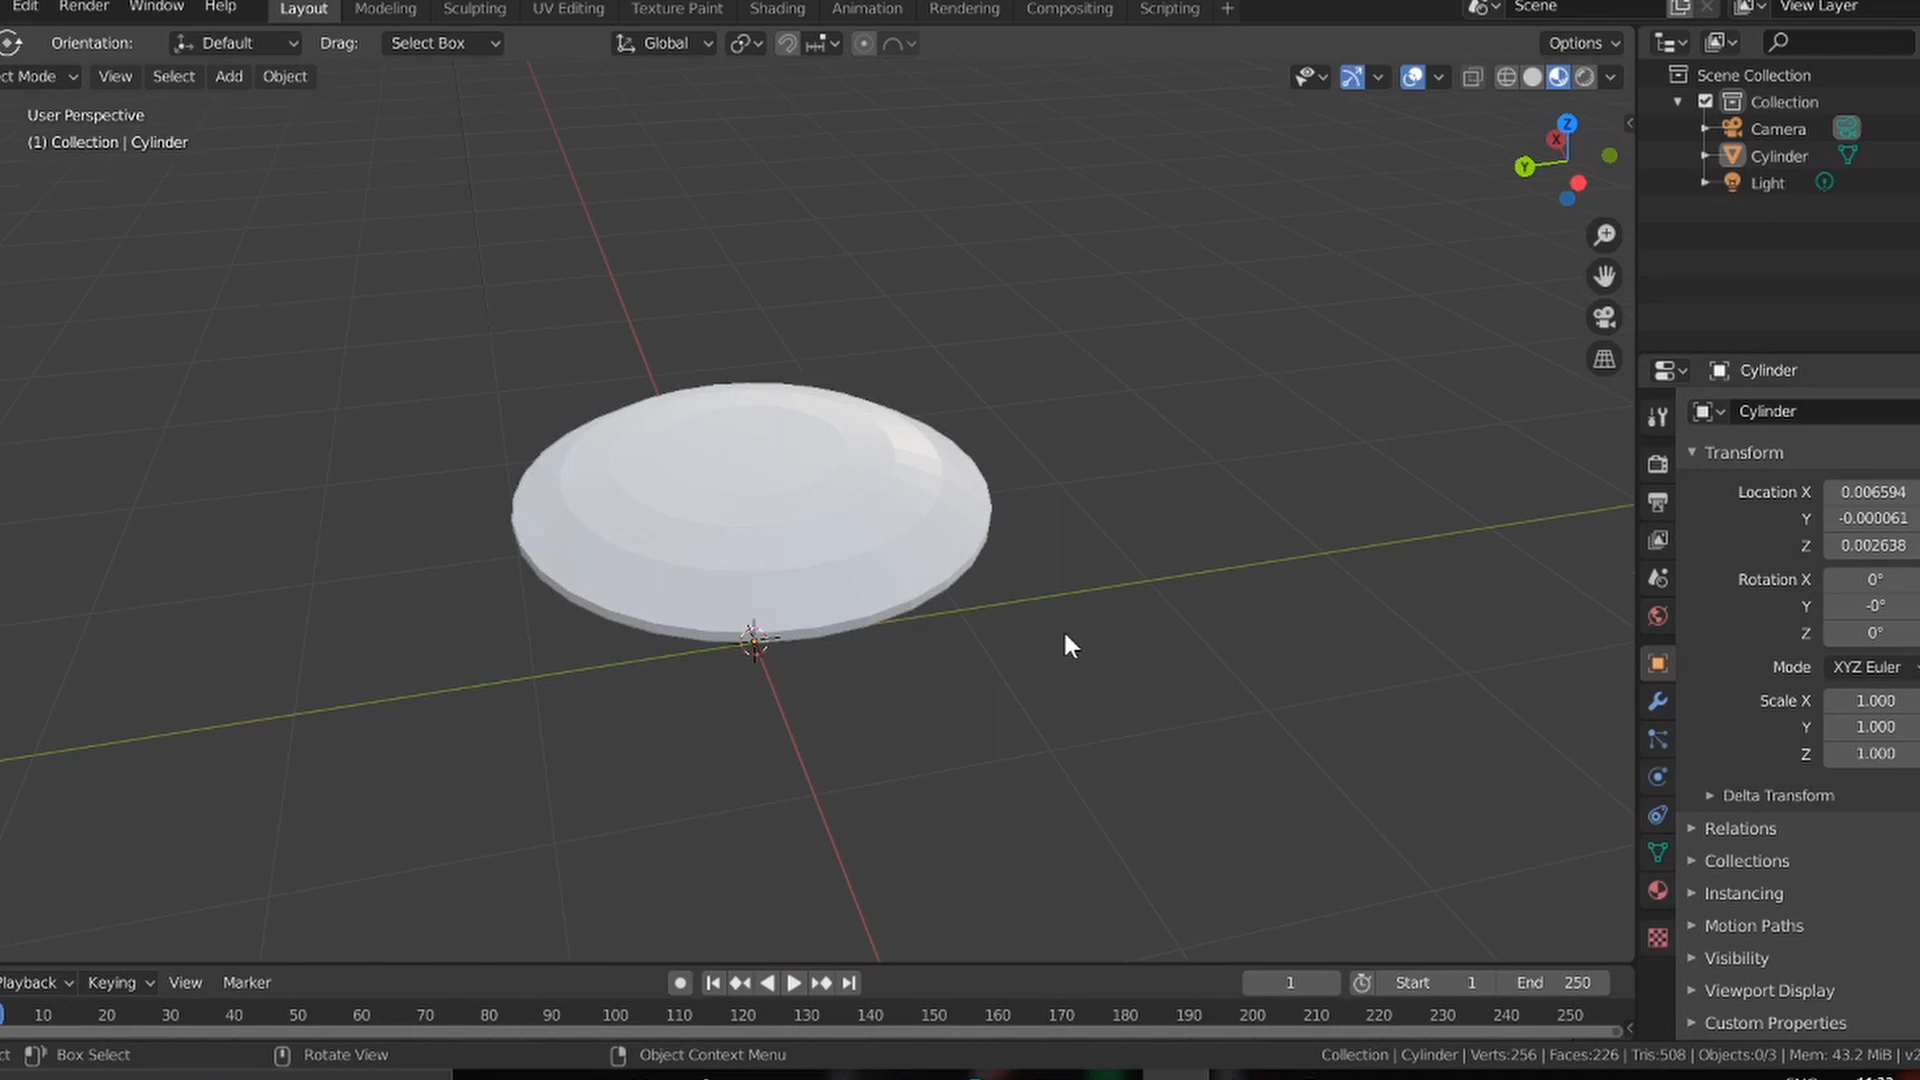 Edit Render Window Help Layout Modeling Sculpting UV Editing Texture Paint Shading Animation Rendering Compositing Scripting + Scene View Layer
Orientation: Default Drag: Select Box Global Options
ct Mode View Select Add Object
User Perspective
(1) Collection | Cylinder
Z
X
Y
Scene Collection
Collection
Camera
Cylinder
Light
Cylinder
Cylinder
Transform
Location X 0.006594
Y -0.000061
Z 0.002638
Rotation X 0°
Y -0°
Z 0°
Mode XYZ Euler
Scale X 1.000
Y 1.000
Z 1.000
Delta Transform
Relations
Collections
Instancing
Motion Paths
Visibility
Viewport Display
Custom Properties
Playback Keying View Marker 1 Start 1 End 250
10 20 30 40 50 60 70 80 90 100 110 120 130 140 150 160 170 180 190 200 210 220 230 240 250
ct Box Select Rotate View Object Context Menu Collection | Cylinder | Verts:256 | Faces:226 | Tris:508 | Objects:0/3 | Mem: 43.2 MiB | v2